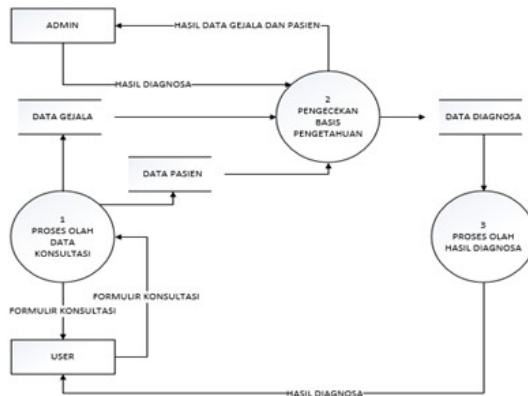 ADMIN
HASIL DATA GEJALA DAN PASIEN
HASIL DIAGNOSA
2
PENGECEKAN
BASIS
PENGETAHUAN
DATA GEJALA
DATA DIAGNOSA
DATA PASIEN
1
PROSES OLAH
DATA
KONSULTASI
3
PROSES OLAH
HASIL DIAGNOSA
FORMULIR KONSULTASI
FORMULIR KONSULTASI
USER
HASIL DIAGNOSA